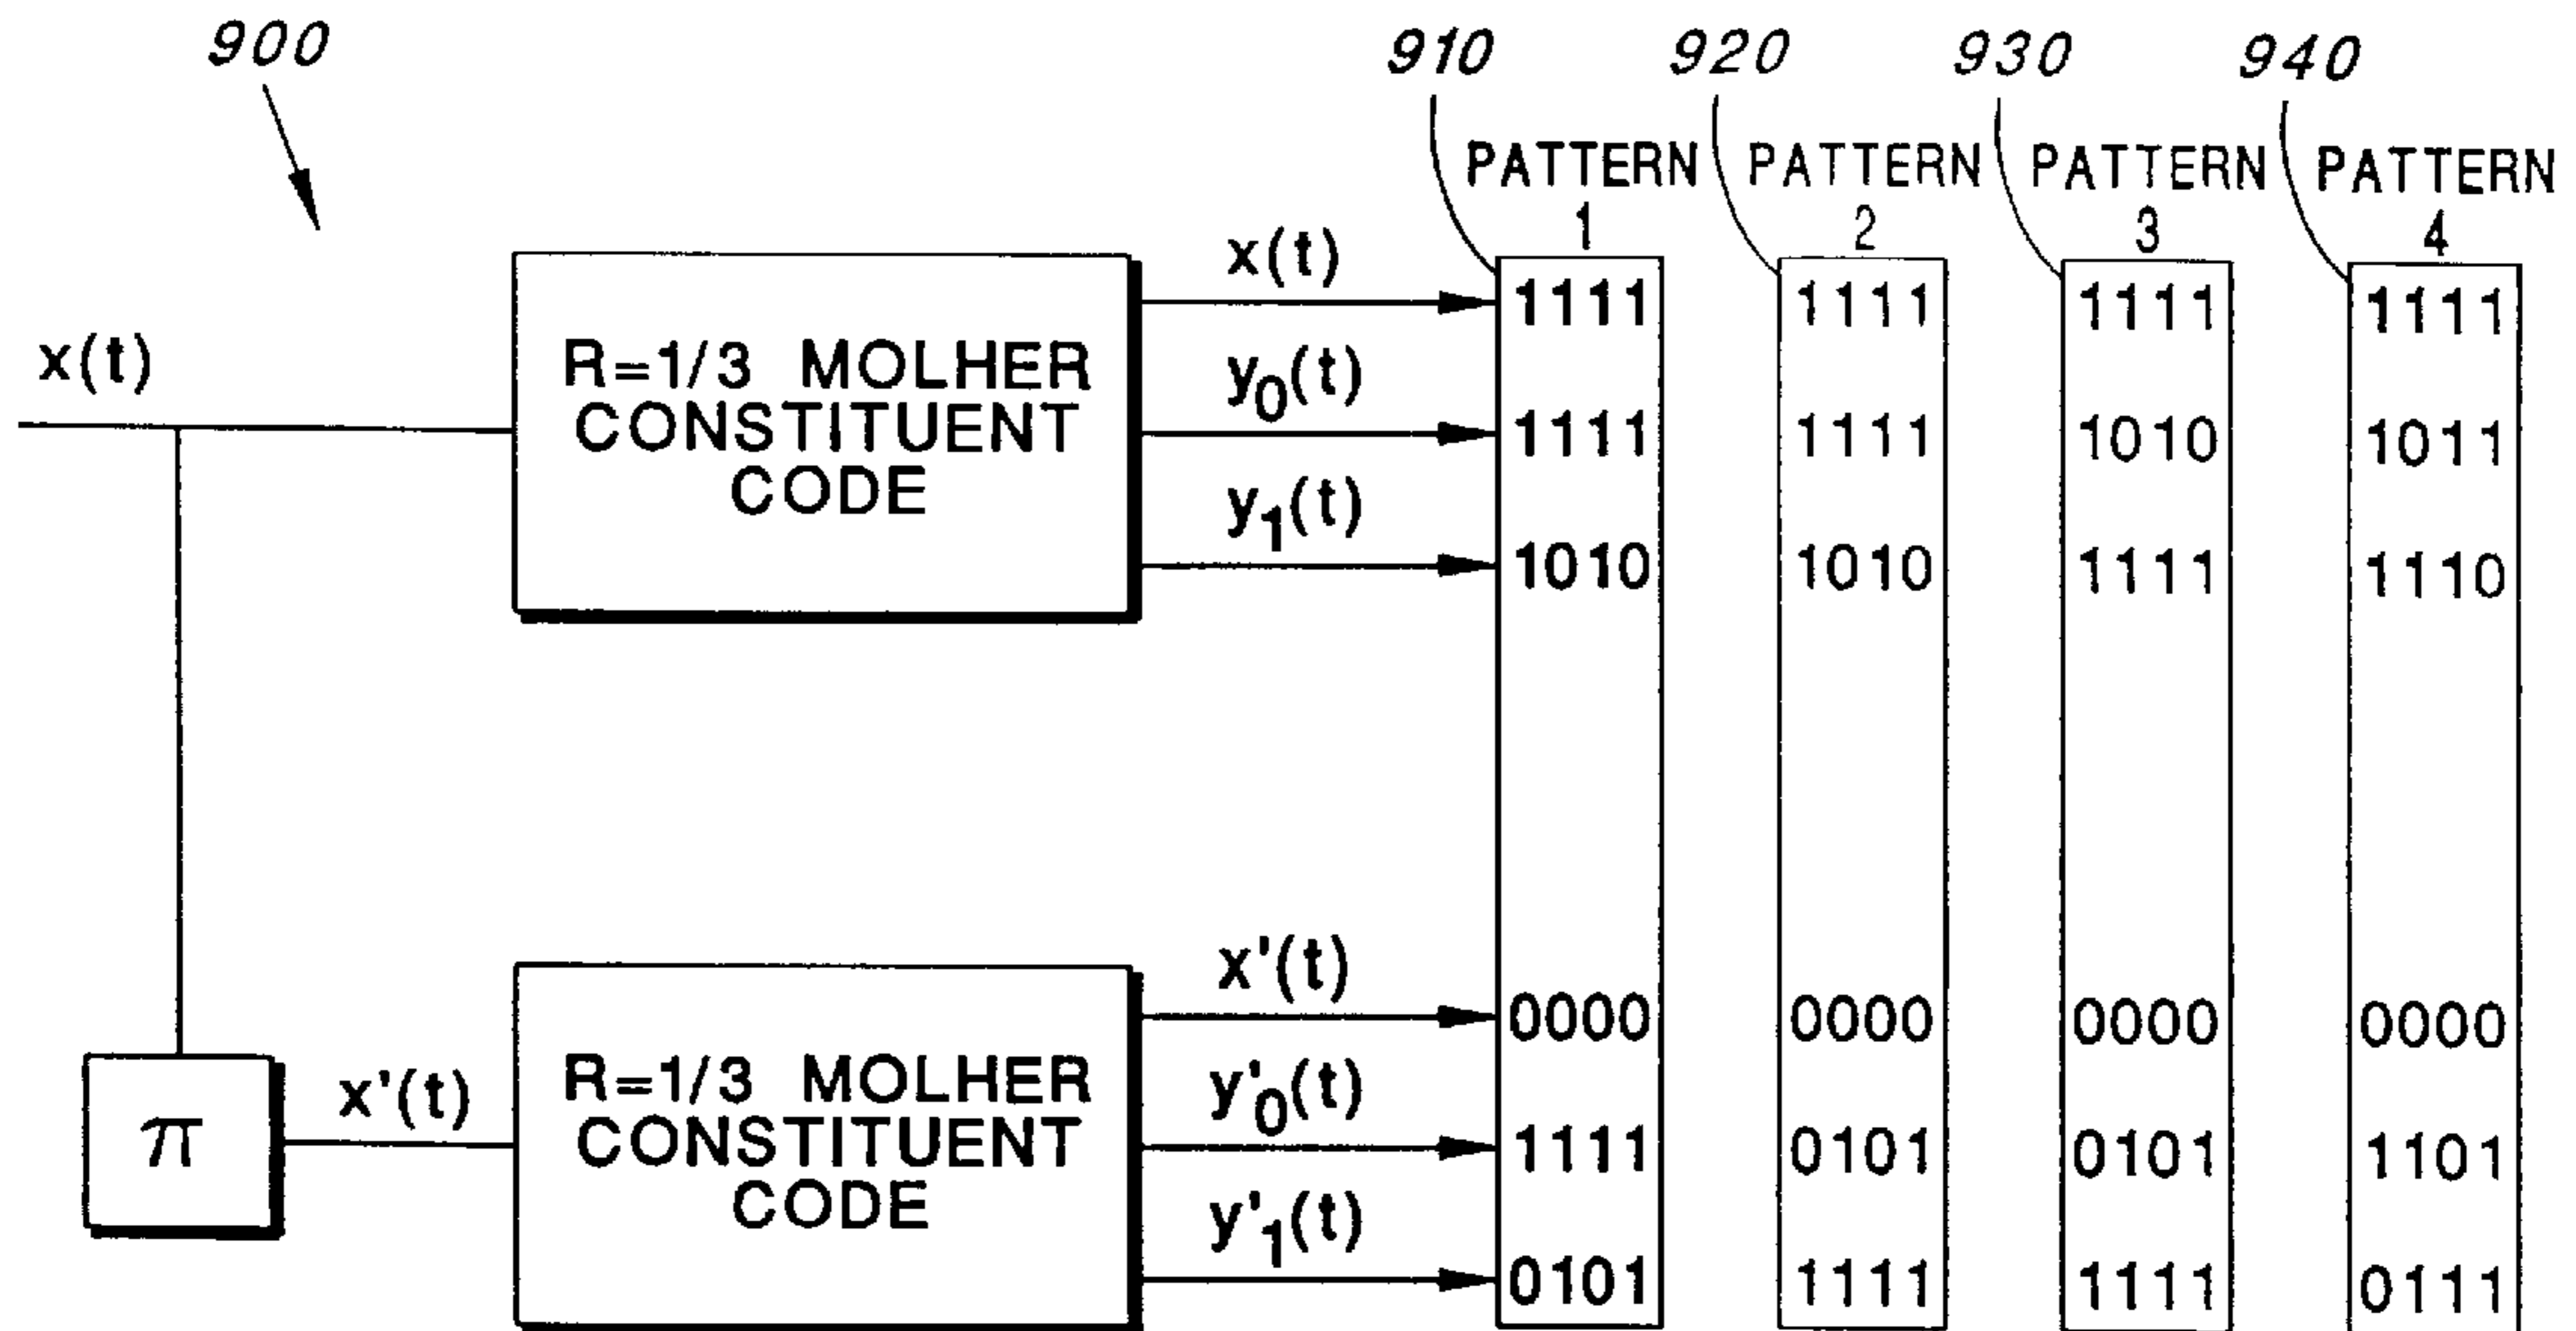 900 910 920 930 940
PATTERN PATTERN PATTERN PATTERN
1 2 3 4
x(t)
R=1/3 MOLHER
CONSTITUENT
CODE
x(t) 1111 1111 1111 1111
y0(t) 1111 1111 1010 1011
y1(t) 1010 1010 1111 1110
π
x'(t)
R=1/3 MOLHER
CONSTITUENT
CODE
x'(t) 0000 0000 0000 0000
y'0(t) 1111 0101 0101 1101
y'1(t) 0101 1111 1111 0111